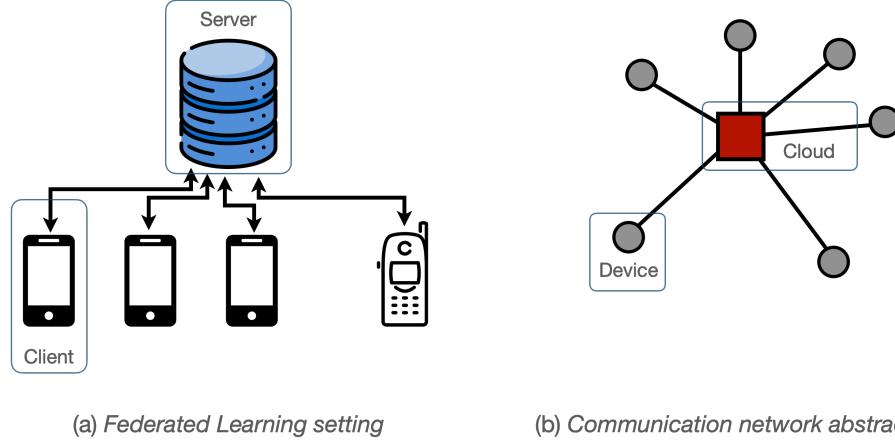 Server
Client
Cloud
Device
(a) Federated Learning setting
(b) Communication network abstra